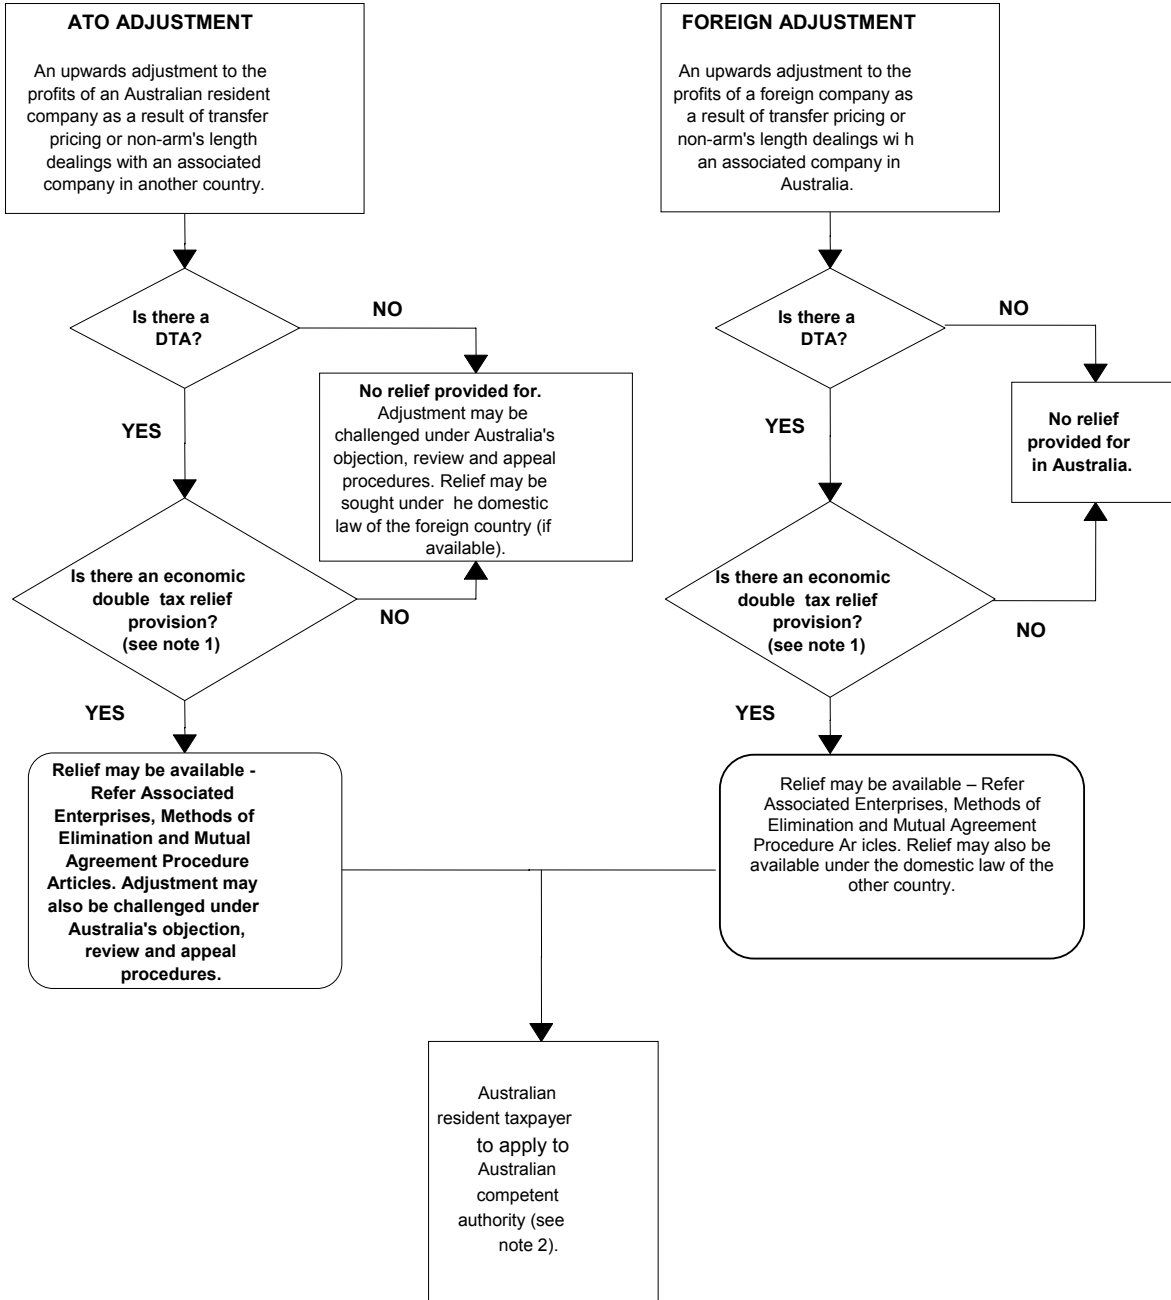 ATO ADJUSTMENT
An upwards adjustment to the
profits of an Australian resident
company as a result of transfer
pricing or non-arm's length
dealings with an associated
company in another country.
Is there a
DTA?
NO
No relief provided for.
Adjustment may be
challenged under Australia's
objection, review and appeal
procedures. Relief may be
sought under he domestic
law of the foreign country (if
available).
YES
Is there an economic
double tax relief
provision?
(see note 1)
NO
YES
Relief may be available -
Refer Associated
Enterprises, Methods of
Elimination and Mutual
Agreement Procedure
Articles. Adjustment may
also be challenged under
Australia's objection,
review and appeal
procedures.
FOREIGN ADJUSTMENT
An upwards adjustment to the
profits of a foreign company as
a result of transfer pricing or
non-arm's length dealings wi h
an associated company in
Australia.
Is there a
DTA?
NO
No relief
provided for
in Australia.
YES
Is there an economic
double tax relief
provision?
(see note 1)
NO
YES
Relief may be available – Refer
Associated Enterprises, Methods of
Elimination and Mutual Agreement
Procedure Ar icles. Relief may also be
available under the domestic law of the
other country.
Australian
resident taxpayer
to apply to
Australian
competent
authority (see
note 2).